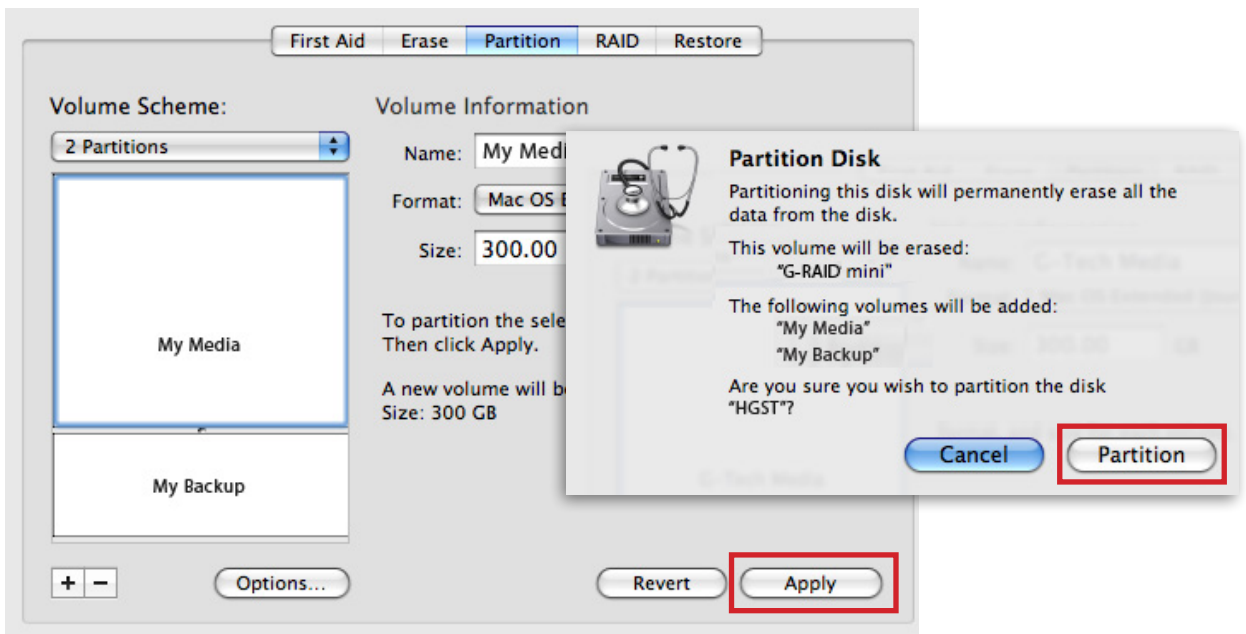 First Aid Erase Partition RAID Restore
Volume Scheme:
2 Partitions
My Media
My Backup
+ −
Options...
Volume Information
Name: My Medi
Format: Mac OS E
Size: 300.00
To partition the sele
Then click Apply.
A new volume will b
Size: 300 GB
Revert
Apply
Partition Disk
Partitioning this disk will permanently erase all the
data from the disk.
This volume will be erased:
"G-RAID mini"
The following volumes will be added:
"My Media"
"My Backup"
Are you sure you wish to partition the disk
"HGST"?
Cancel
Partition